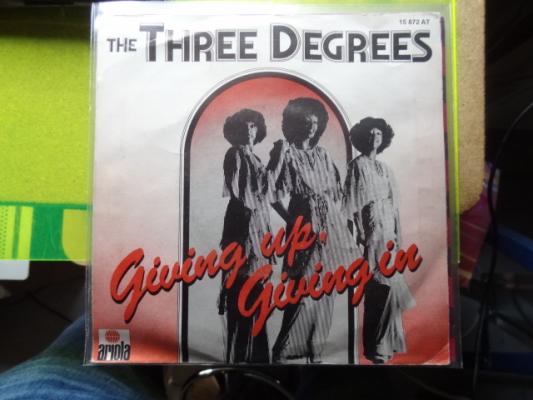 15 872 AT
THE THREE DEGREES
Giving up,
Giving in
ariola